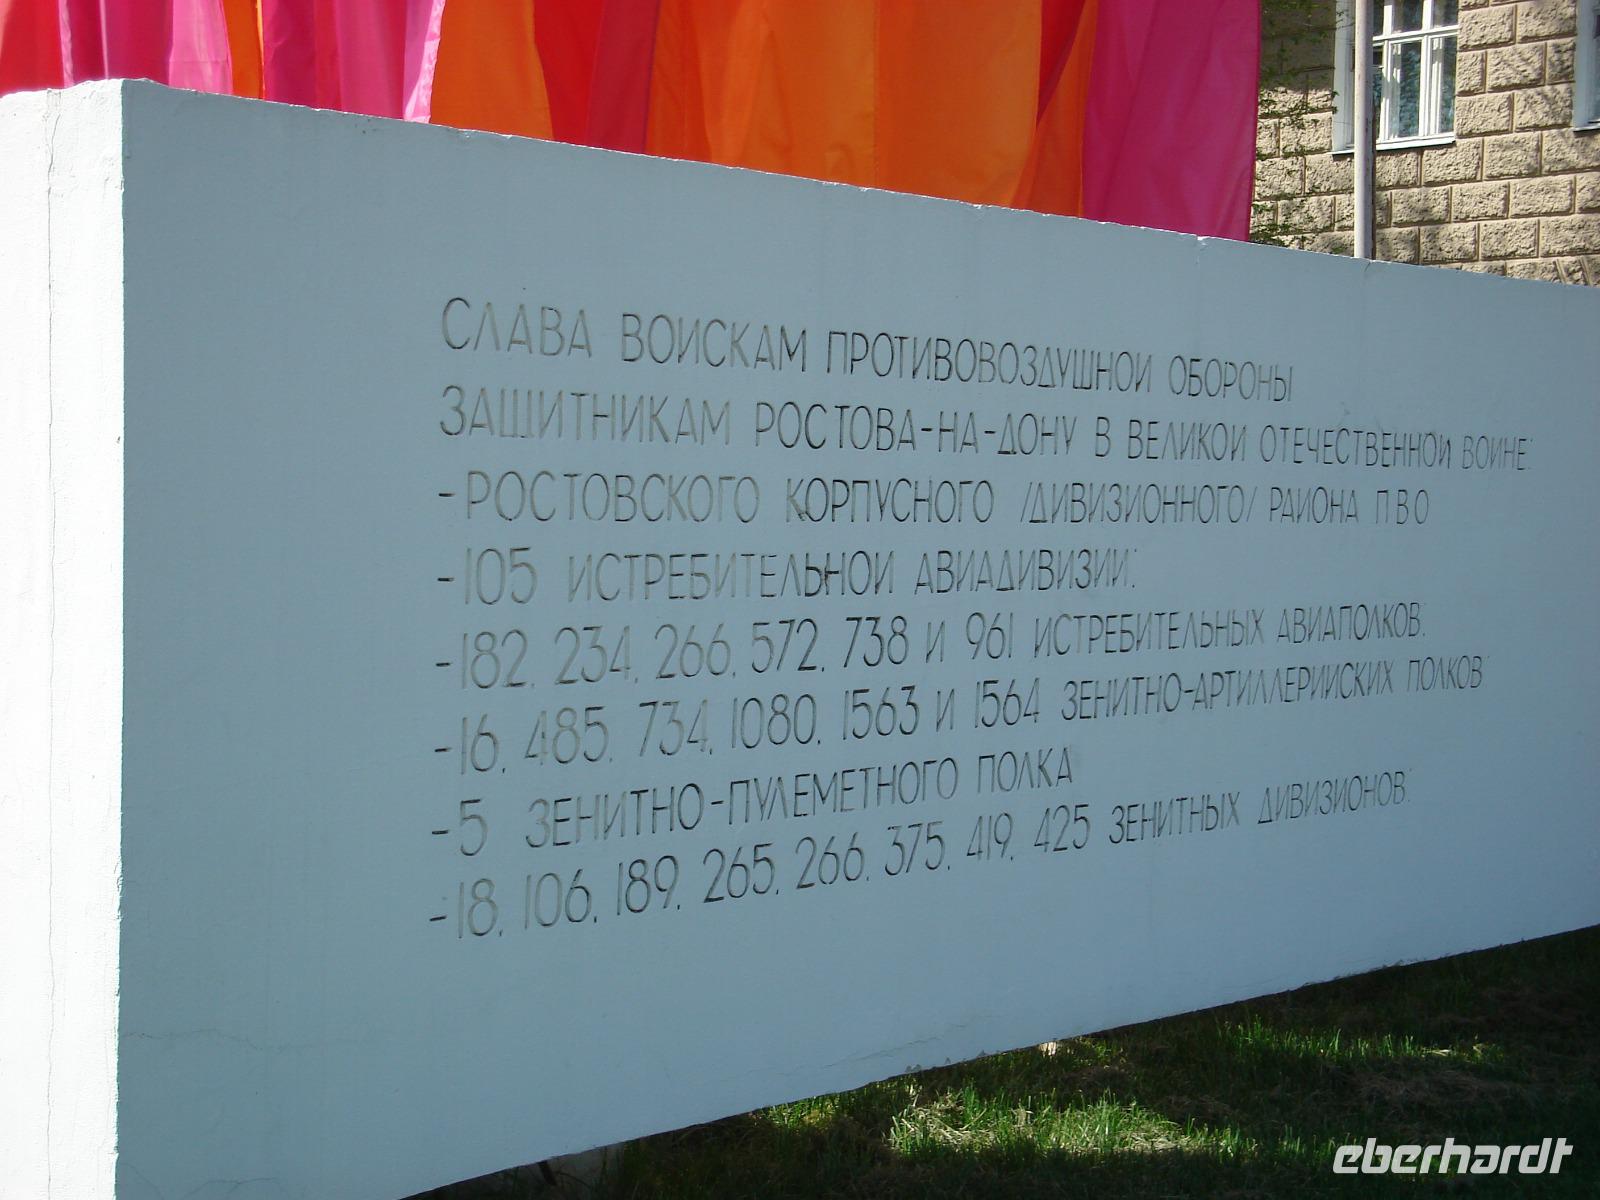 СЛАВА ВОИСКАМ ПРОТИВОВОЗДУШНОИ ОБОРОНЫ
ЗАЩИТНИКАМ РОСТОВА-НА-ДОНУ В ВЕЛИКОИ ОТЕЧЕСТВЕННОИ ВОИНЕ:
-РОСТОВСКОГО КОРПУСНОГО /ДИВИЗИОННОГО/ РАИОНА ПВО
-105 ИСТРЕБИТЕЛЬНОИ АВИАДИВИЗИИ:
-182, 234, 266, 572, 738 И 961 ИСТРЕБИТЕЛЬНЫХ АВИАПОЛКОВ:
-16, 485, 734, 1080, 1563 И 1564 ЗЕНИТНО-АРТИЛЛЕРИИСКИХ ПОЛКОВ:
-5 ЗЕНИТНО-ПУЛЕМЕТНОГО ПОЛКА
-18, 106, 189, 265, 266, 375, 419, 425 ЗЕНИТНЫХ ДИВИЗИОНОВ:
eberhardt